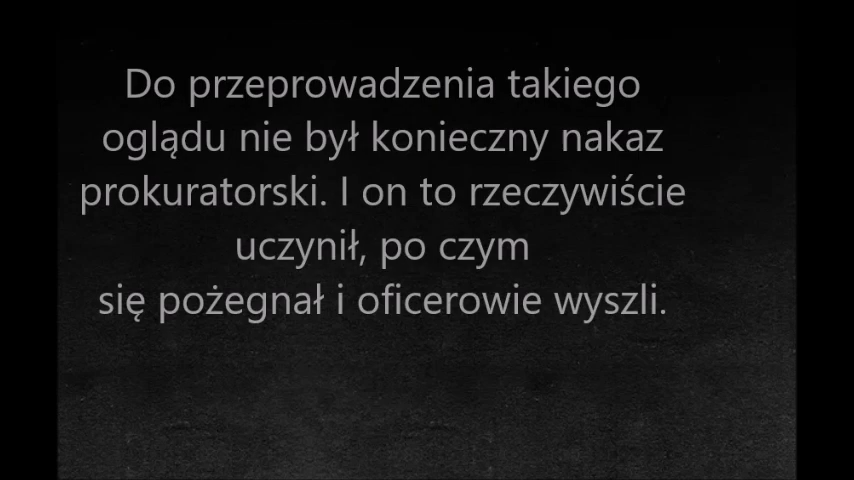 Do przeprowadzenia takiego
oglądu nie był konieczny nakaz
prokuratorski. I on to rzeczywiście
uczynił, po czym
się pożegnał i oficerowie wyszli.